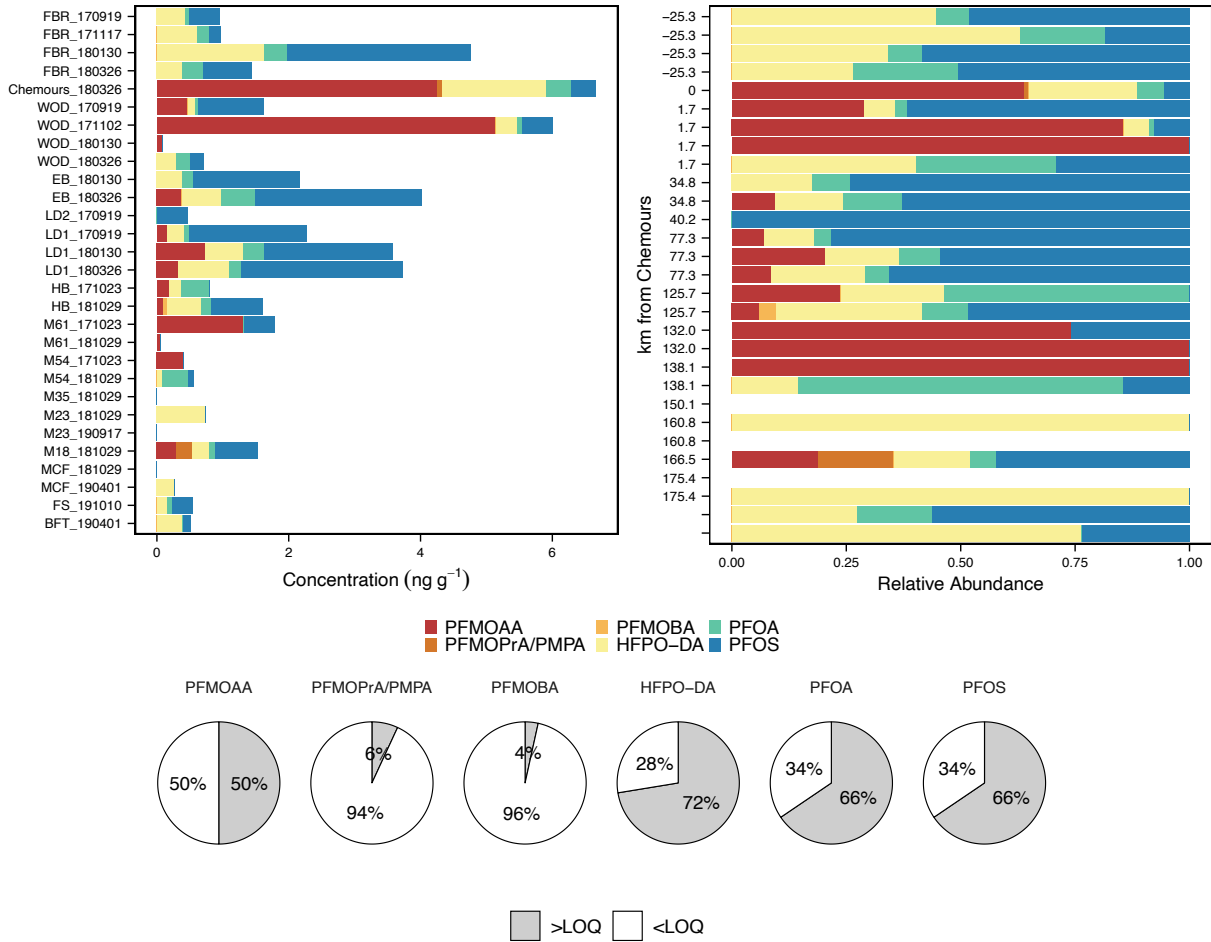 FBR_170919
FBR_171117
FBR_180130
FBR_180326
Chemours_180326
WOD_170919
WOD_171102
WOD_180130
WOD_180326
EB_180130
EB_180326
LD2_170919
LD1_170919
LD1_180130
LD1_180326
HB_171023
HB_181029
M61_171023
M61_181029
M54_171023
M54_181029
M35_181029
M23_181029
M23_190917
M18_181029
MCF_181029
MCF_190401
FS_191010
BFT_190401
0 2 4 6
Concentration (ng g⁻¹)
km from Chemours
−25.3
−25.3
−25.3
−25.3
0
1.7
1.7
1.7
1.7
34.8
34.8
40.2
77.3
77.3
77.3
125.7
125.7
132.0
132.0
138.1
138.1
150.1
160.8
160.8
166.5
175.4
175.4
0.00 0.25 0.50 0.75 1.00
Relative Abundance
PFMOAA PFMOBA PFOA
PFMOPrA/PMPA HFPO−DA PFOS
PFMOAA PFMOPrA/PMPA PFMOBA HFPO−DA PFOA PFOS
50% 50% 6% 94% 4% 96% 28% 72% 34% 66% 34% 66%
>LOQ <LOQ